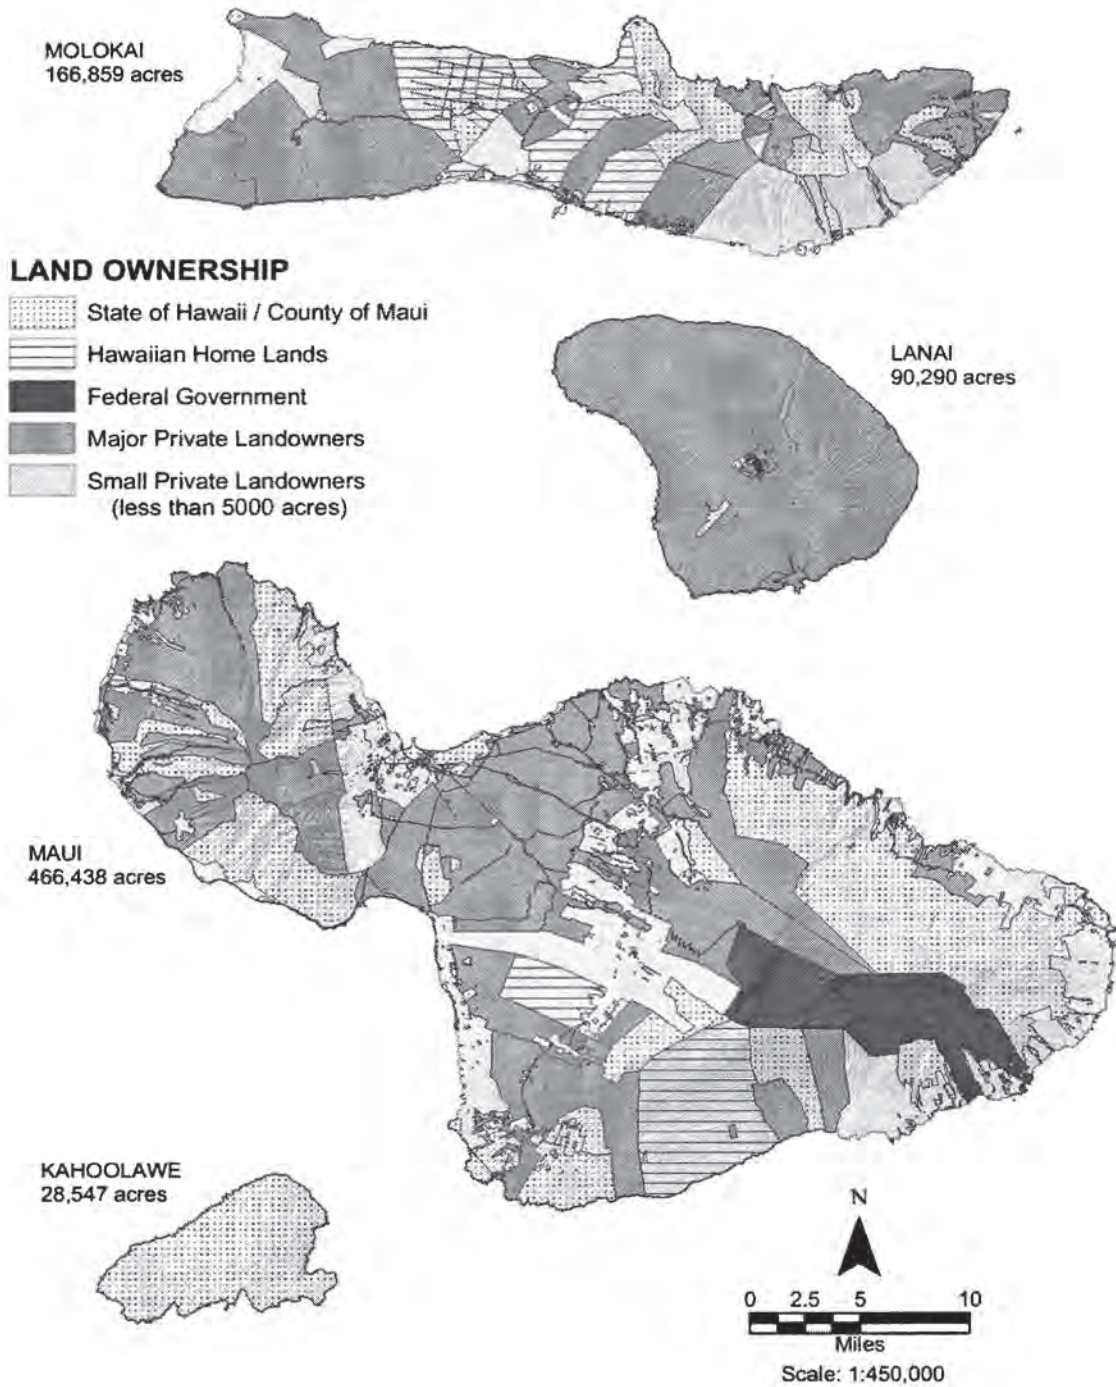 MOLOKAI
166,859 acres
LAND OWNERSHIP
State of Hawaii / County of Maui
Hawaiian Home Lands
Federal Government
Major Private Landowners
Small Private Landowners
(less than 5000 acres)
LANAI
90,290 acres
MAUI
466,438 acres
KAHOOLAWE
28,547 acres
N
0 2.5 5 10
Miles
Scale: 1:450,000